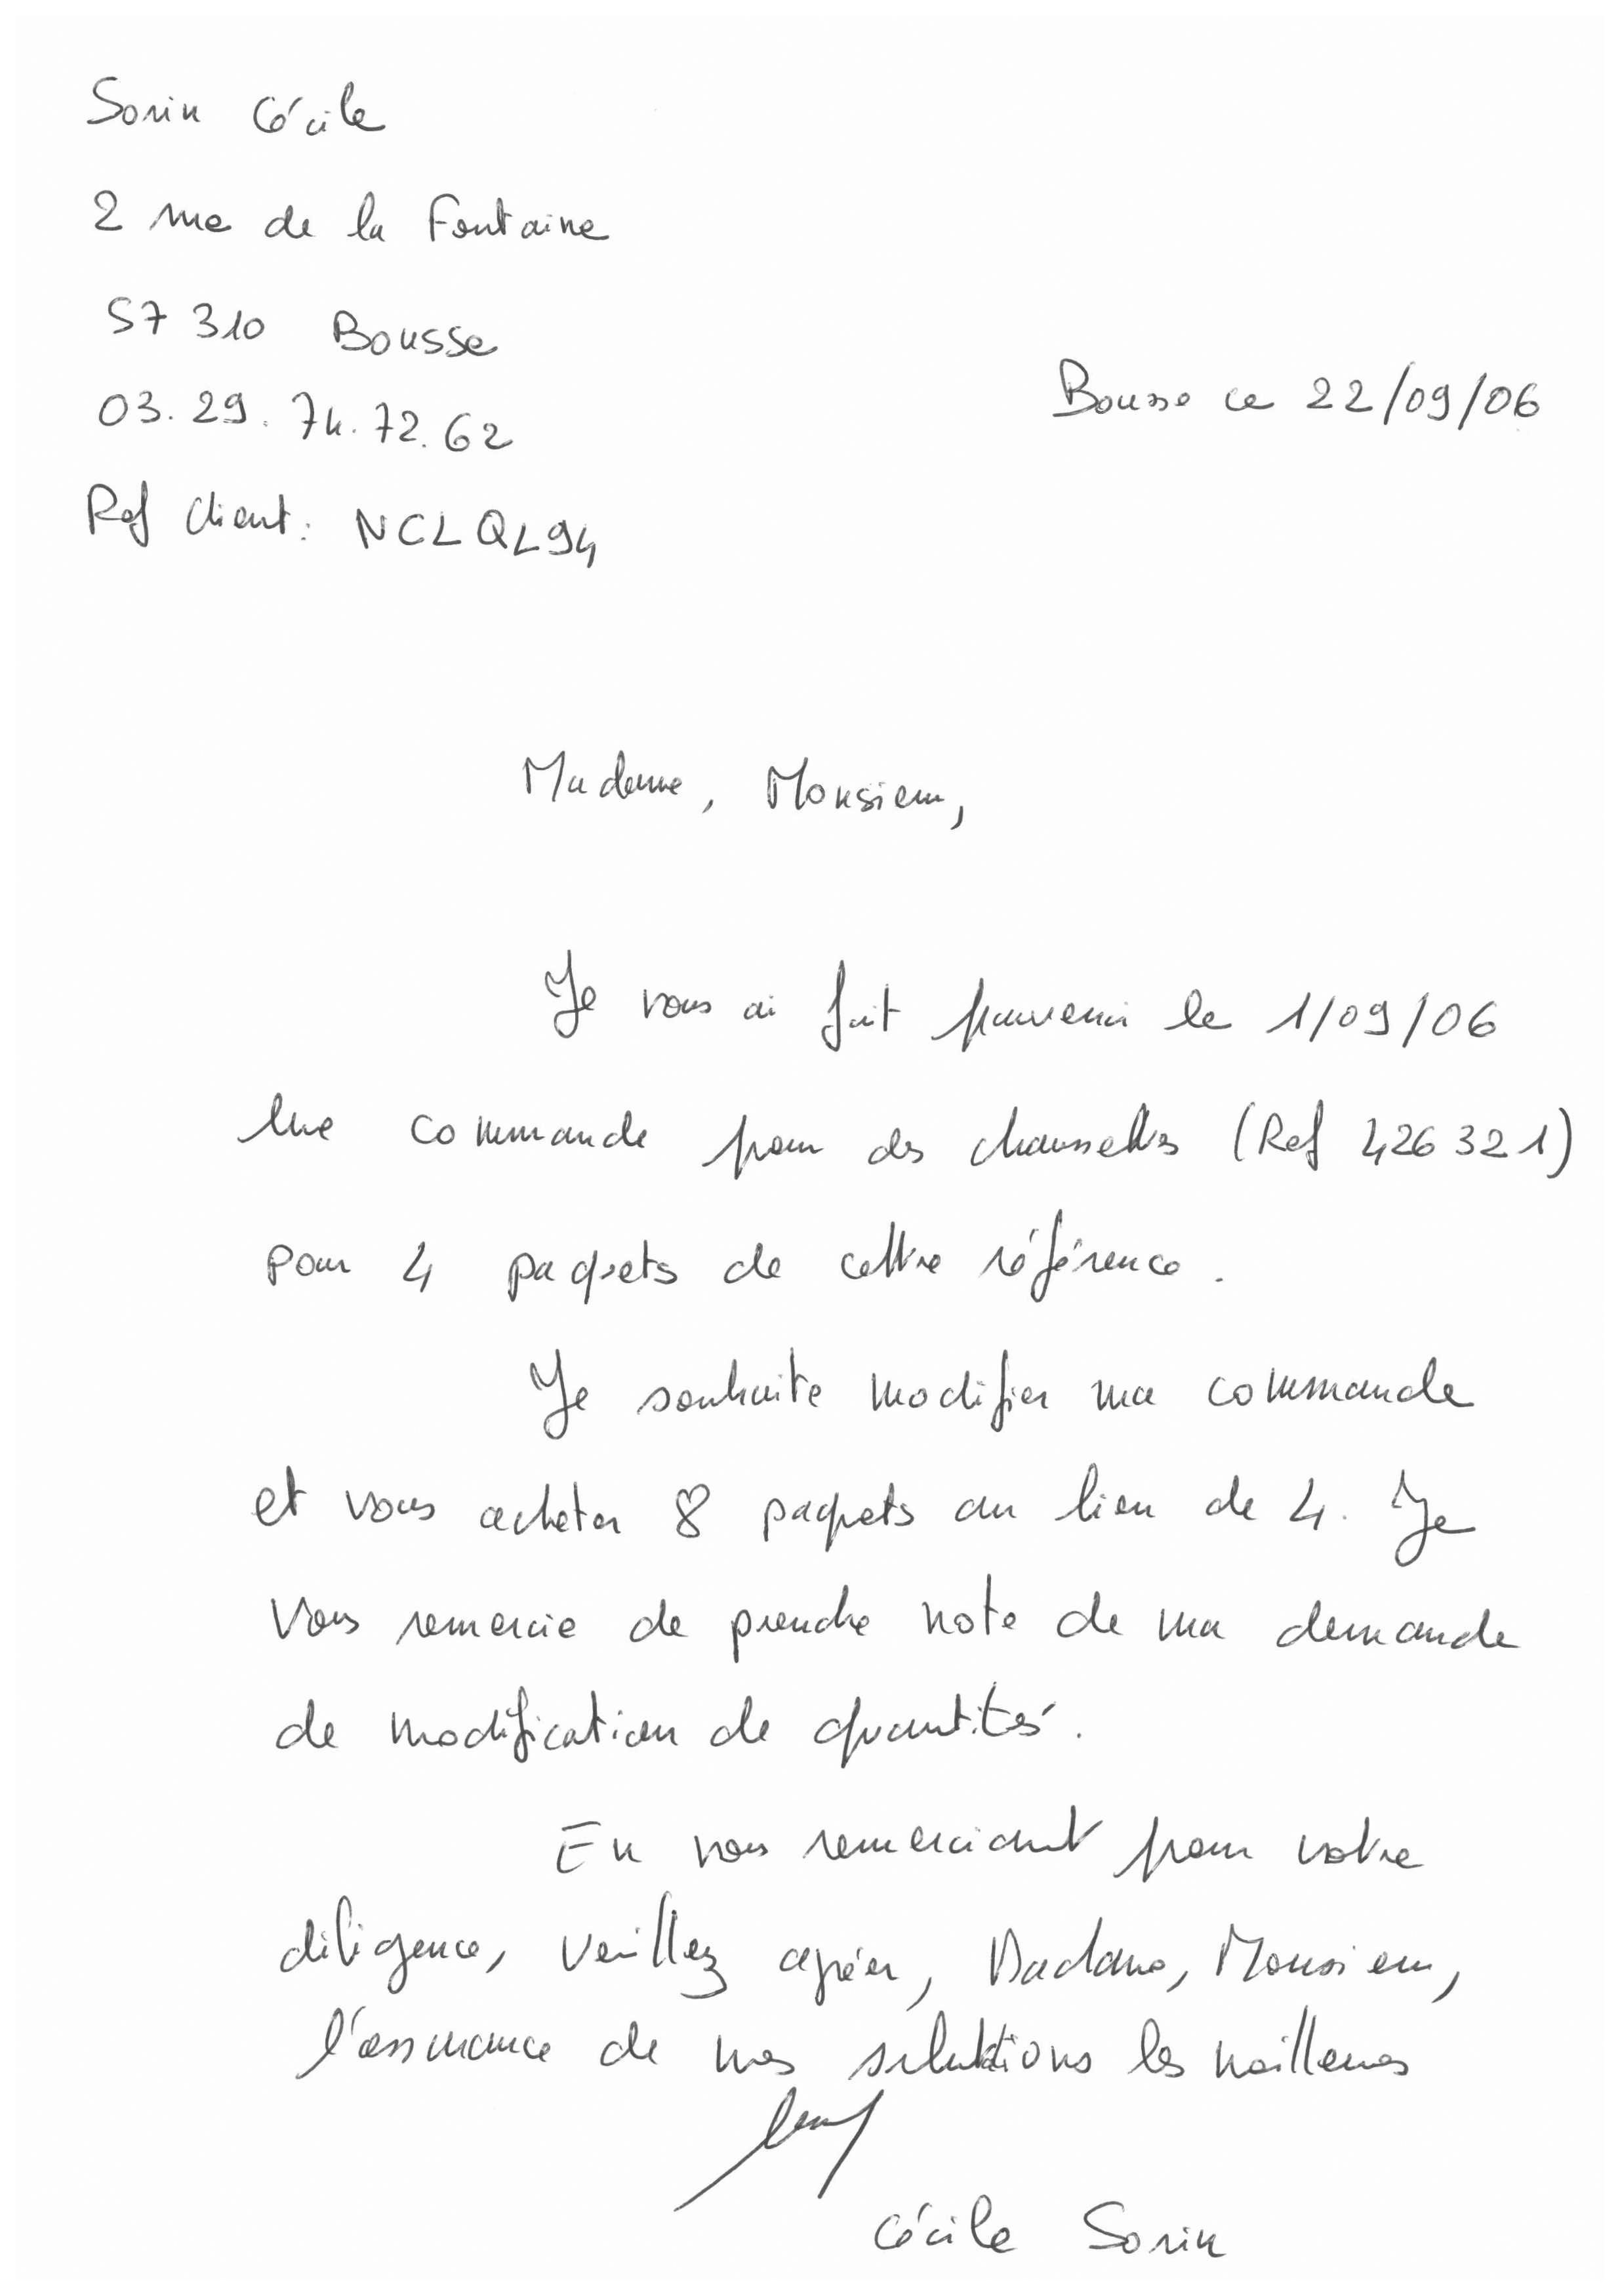 Sorin Cécile
2 rue de la Fontaine
57 310 Bousse
03. 29. 74. 72. 62
Bousse ce 22/09/06
Ref Client : NCLQL94
Madame, Monsieur,
Je vous ai fait parvenir le 1/09/06
une commande pour des chaussettes (Ref 426321)
pour 4 paquets de cette référence.
Je souhaite modifier ma commande
et vous acheter 8 paquets au lieu de 4. Je
vous remercie de prendre note de ma demande
de modification de quantités.
En vous remerciant pour votre
diligence, veuillez agréer, Madame, Monsieur,
l'assurance de mes salutations les meilleures
Cécile Sorin